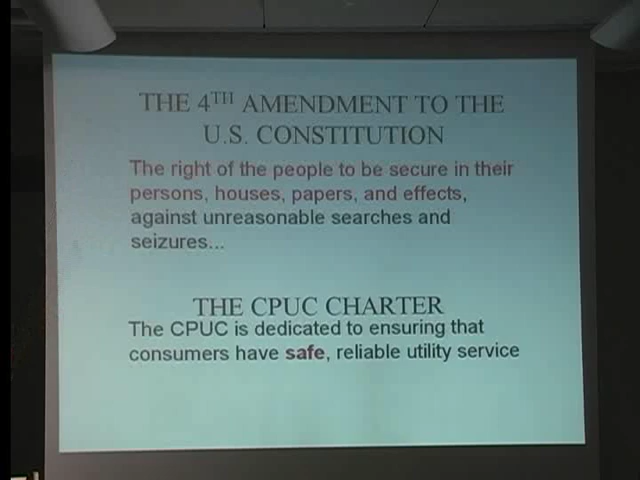 THE 4TH AMENDMENT TO THE
U.S. CONSTITUTION
The right of the people to be secure in their
persons, houses, papers, and effects,
against unreasonable searches and
seizures...
THE CPUC CHARTER
The CPUC is dedicated to ensuring that
consumers have safe, reliable utility service